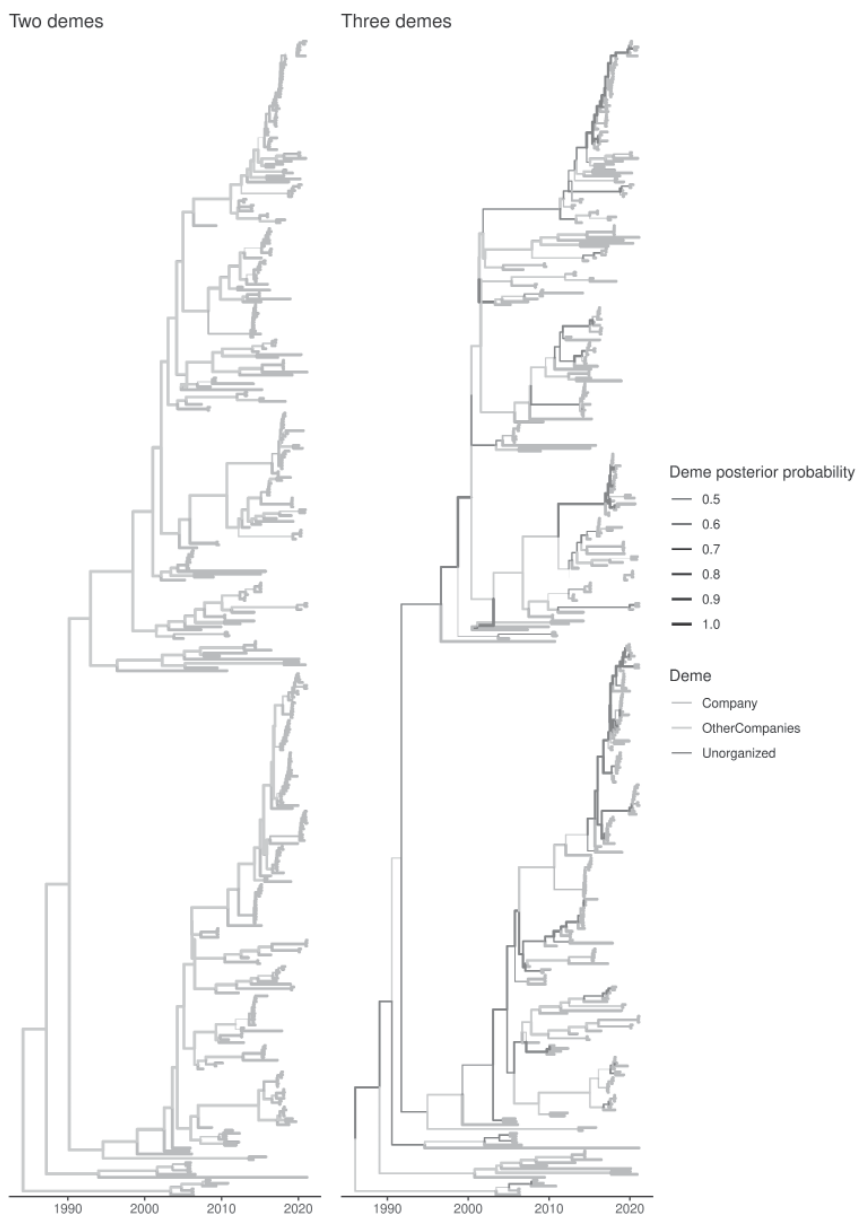 Two demes
Three demes
Deme posterior probability
0.5
0.6
0.7
0.8
0.9
1.0
Deme
Company
OtherCompanies
Unorganized
1990 2000 2010 2020
1990 2000 2010 2020